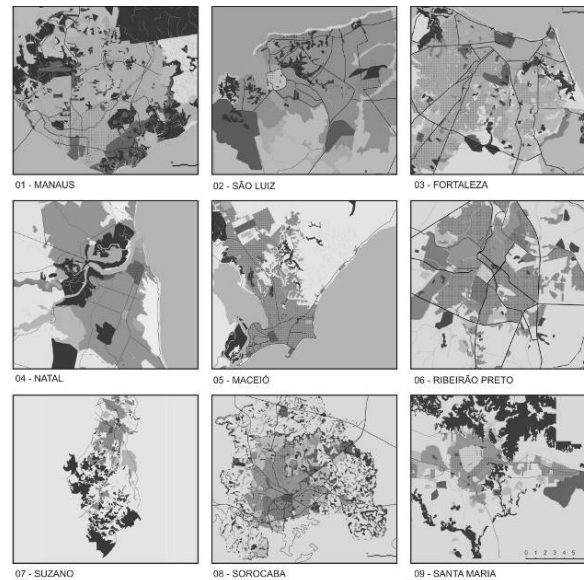 01 - MANAUS
02 - SÃO LUIZ
03 - FORTALEZA
04 - NATAL
05 - MACEIÓ
06 - RIBEIRÃO PRETO
07 - SUZANO
08 - SOROCABA
0 1 2 3 4 5
09 - SANTA MARIA